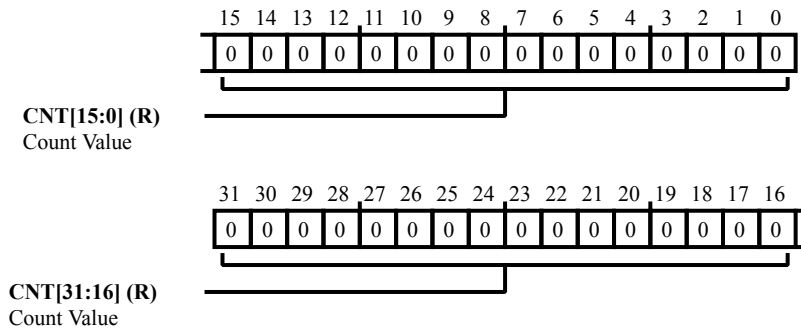 15 14 13 12 11 10 9 8 7 6 5 4 3 2 1 0
0 0 0 0 0 0 0 0 0 0 0 0 0 0 0 0
CNT[15:0] (R)
Count Value
31 30 29 28 27 26 25 24 23 22 21 20 19 18 17 16
0 0 0 0 0 0 0 0 0 0 0 0 0 0 0 0
CNT[31:16] (R)
Count Value